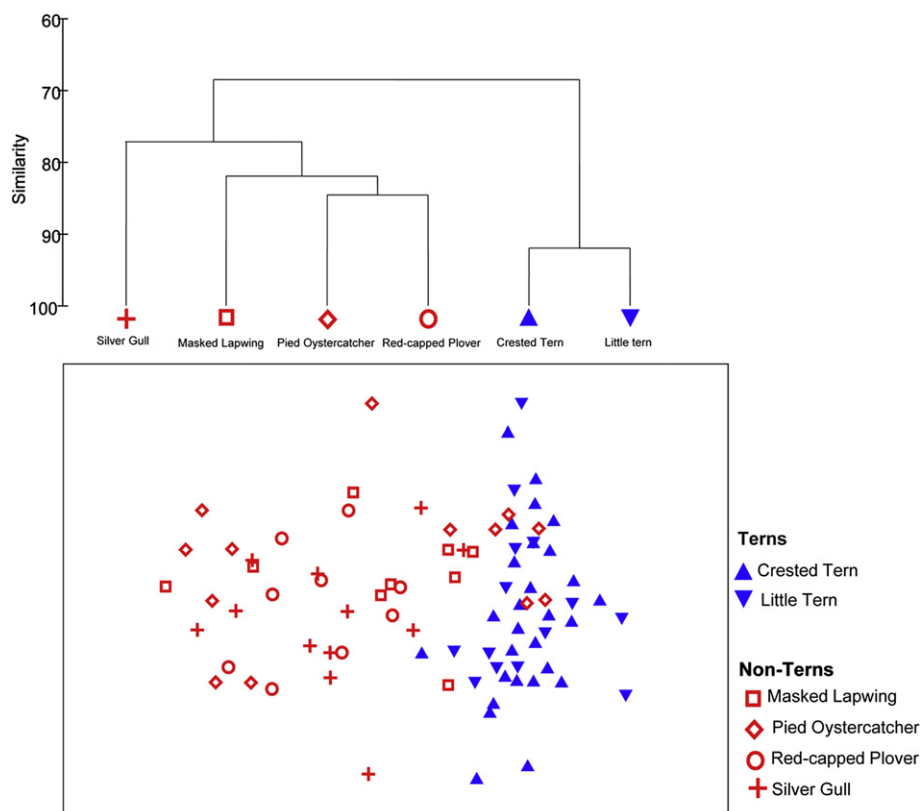 60
70
80
90
100
Similarity
Silver Gull
Masked Lapwing
Pied Oystercatcher
Red-capped Plover
Crested Tern
Little tern
Terns
Crested Tern
Little Tern
Non-Terns
Masked Lapwing
Pied Oystercatcher
Red-capped Plover
Silver Gull